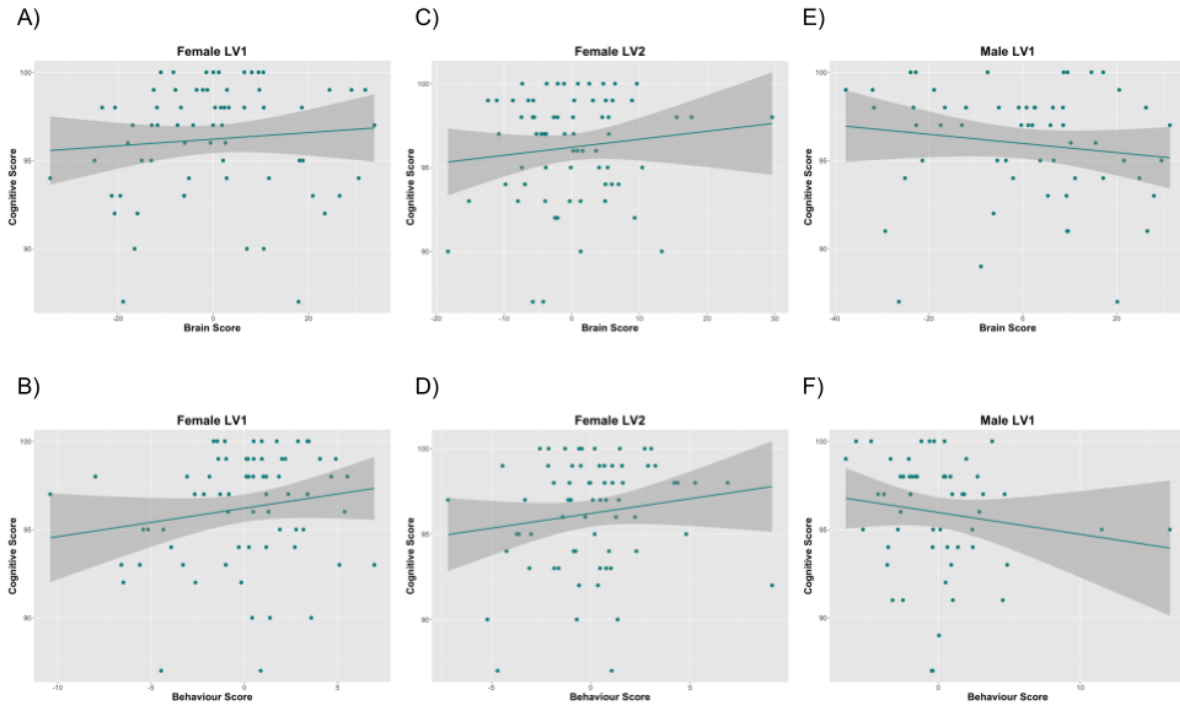 A)
Female LV1
Cognitive Score
100
95
90
-20
0
20
Brain Score
C)
Female LV2
Cognitive Score
100
95
90
-20
-10
0
10
20
30
Brain Score
E)
Male LV1
Cognitive Score
100
95
90
-40
-20
0
20
Brain Score
B)
Female LV1
Cognitive Score
100
95
90
-10
-5
0
5
Behaviour Score
D)
Female LV2
Cognitive Score
100
95
90
-5
0
5
Behaviour Score
F)
Male LV1
Cognitive Score
100
95
90
0
10
Behaviour Score